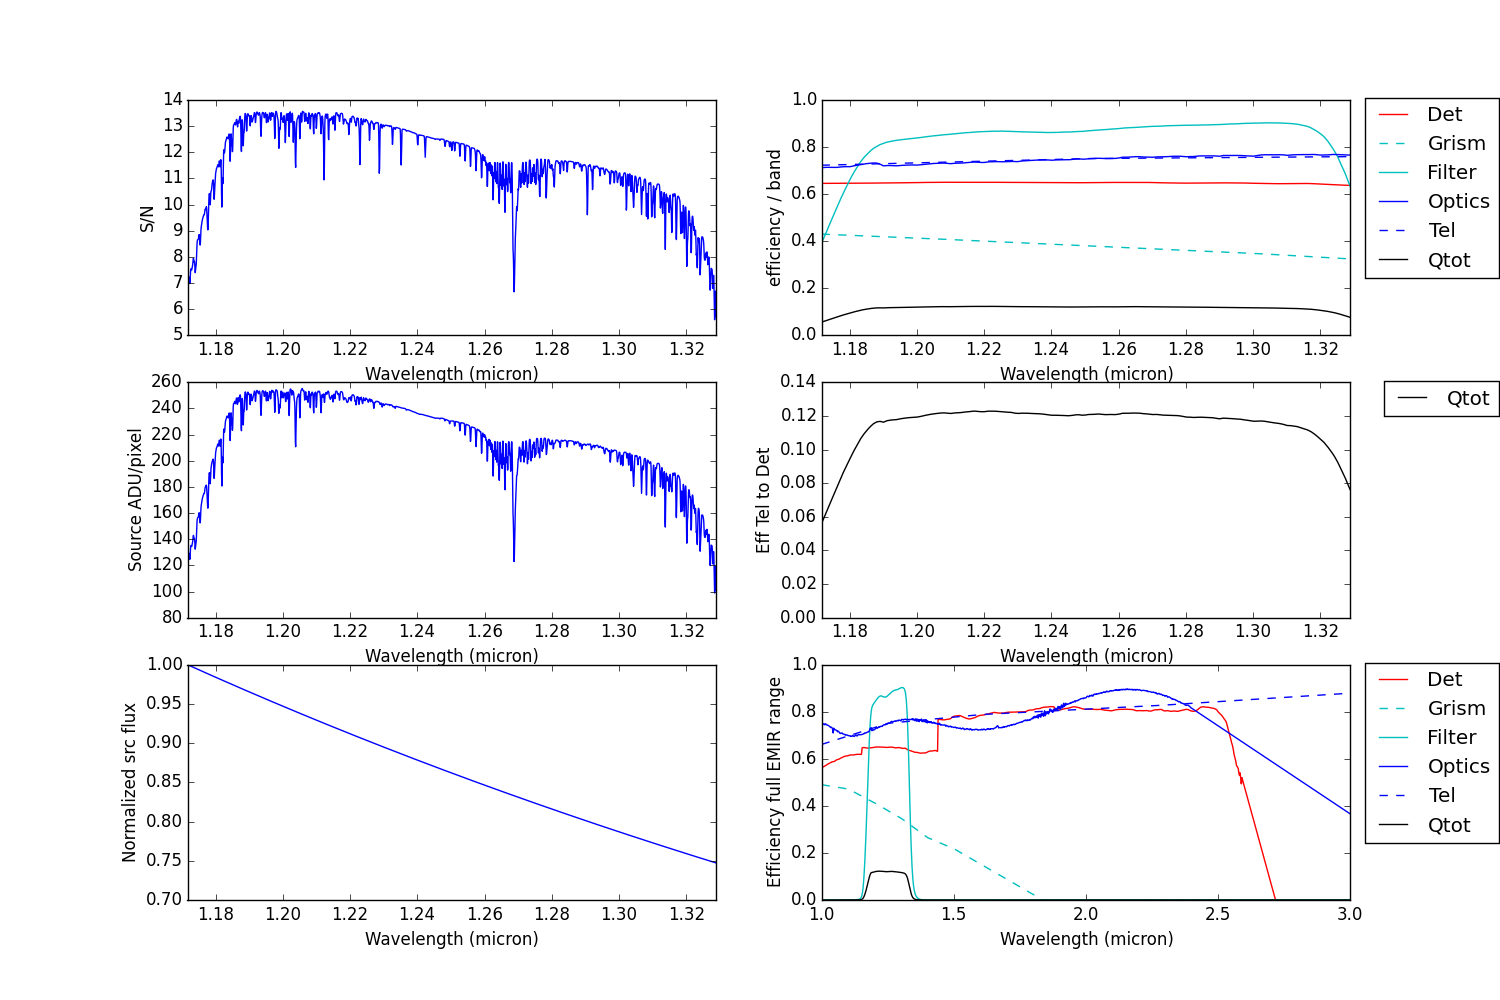 14
13
12
11
10
9
8
7
6
5
S/N
1.18 1.20 1.22 1.24 1.26 1.28 1.30 1.32
Wavelength (micron)
1.0
0.8
0.6
0.4
0.2
0.0
efficiency / band
1.18 1.20 1.22 1.24 1.26 1.28 1.30 1.32
Wavelength (micron)
Det
Grism
Filter
Optics
Tel
Qtot
260
240
220
200
180
160
140
120
100
80
Source ADU/pixel
1.18 1.20 1.22 1.24 1.26 1.28 1.30 1.32
Wavelength (micron)
0.14
0.12
0.10
0.08
0.06
0.04
0.02
0.00
Eff Tel to Det
1.18 1.20 1.22 1.24 1.26 1.28 1.30 1.32
Wavelength (micron)
Qtot
1.00
0.95
0.90
0.85
0.80
0.75
0.70
Normalized src flux
1.18 1.20 1.22 1.24 1.26 1.28 1.30 1.32
Wavelength (micron)
1.0
0.8
0.6
0.4
0.2
0.0
Efficiency full EMIR range
1.0 1.5 2.0 2.5 3.0
Wavelength (micron)
Det
Grism
Filter
Optics
Tel
Qtot